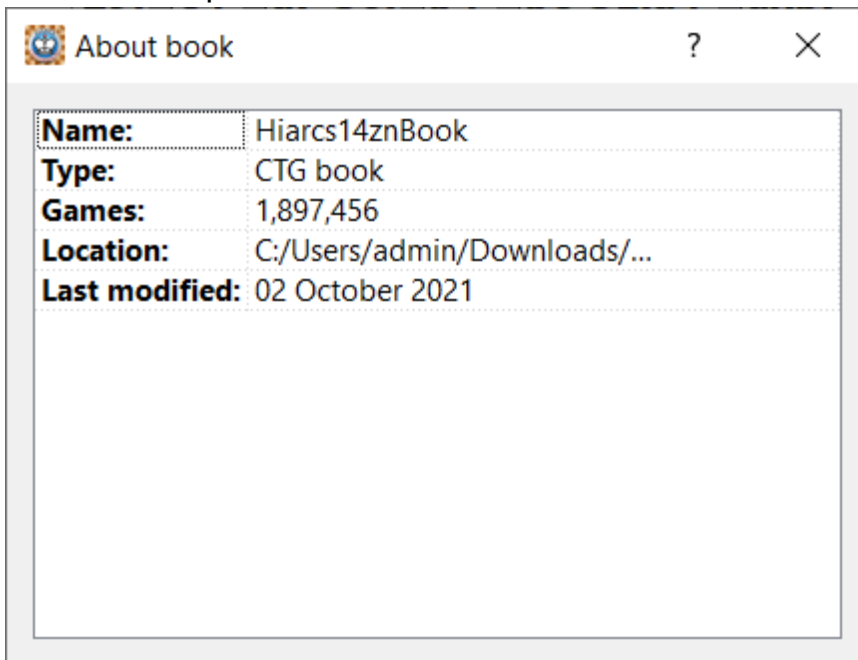 About book
Name: Hiarcs14znBook
Type: CTG book
Games: 1,897,456
Location: C:/Users/admin/Downloads/...
Last modified: 02 October 2021